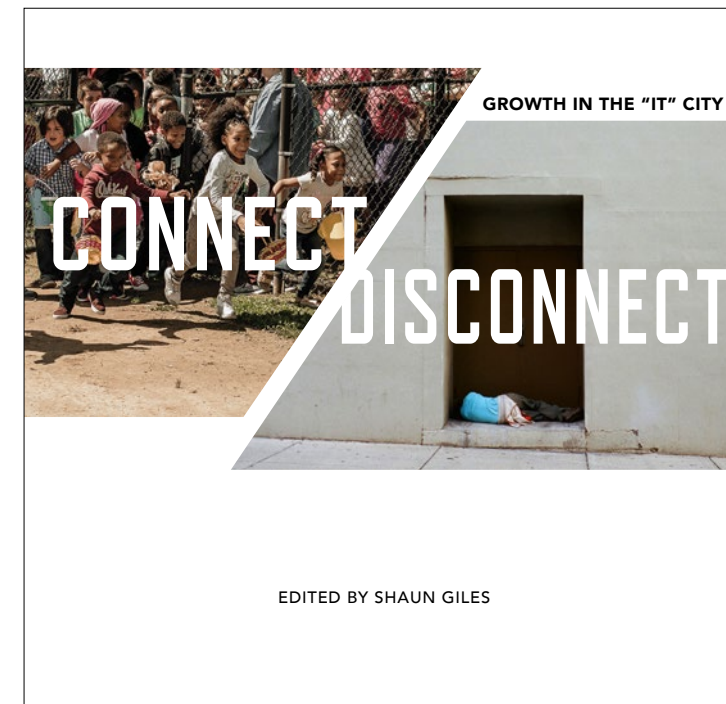 GROWTH IN THE “IT” CITY
CONNECT
DISCONNECT
EDITED BY SHAUN GILES